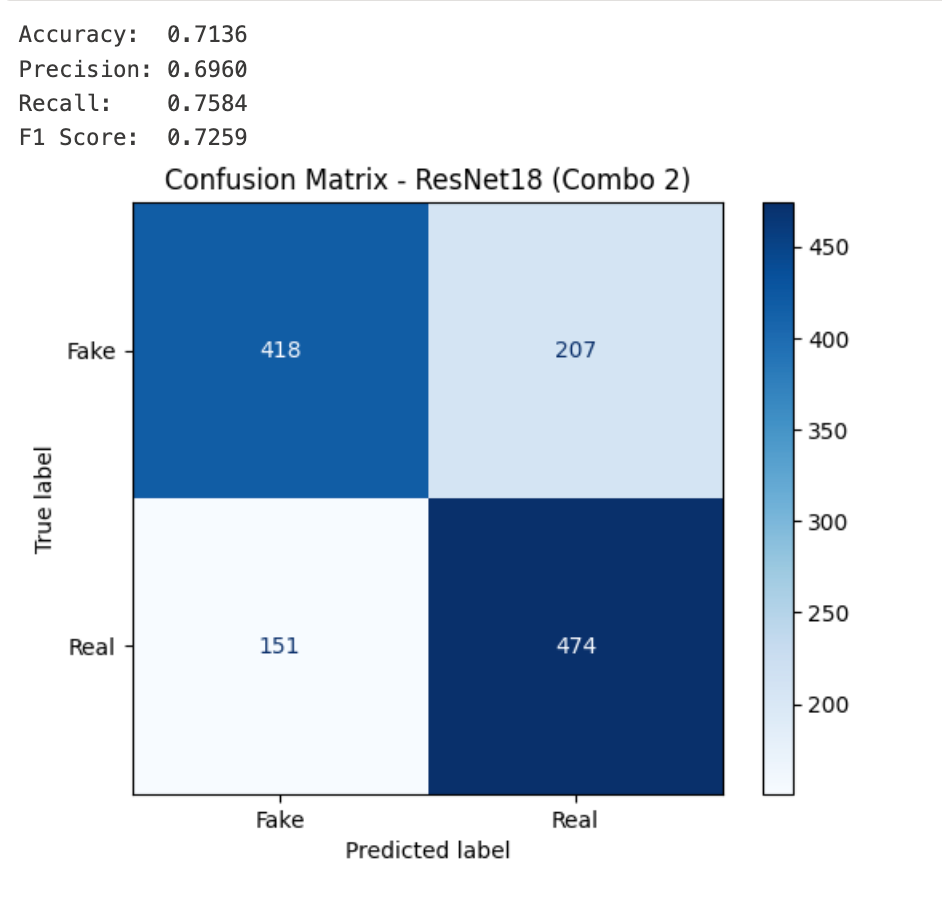 Accuracy:  0.7136
Precision: 0.6960
Recall:    0.7584
F1 Score:  0.7259
Confusion Matrix - ResNet18 (Combo 2)
Fake
418
207
Real
151
474
True label
Fake
Real
Predicted label
450
400
350
300
250
200